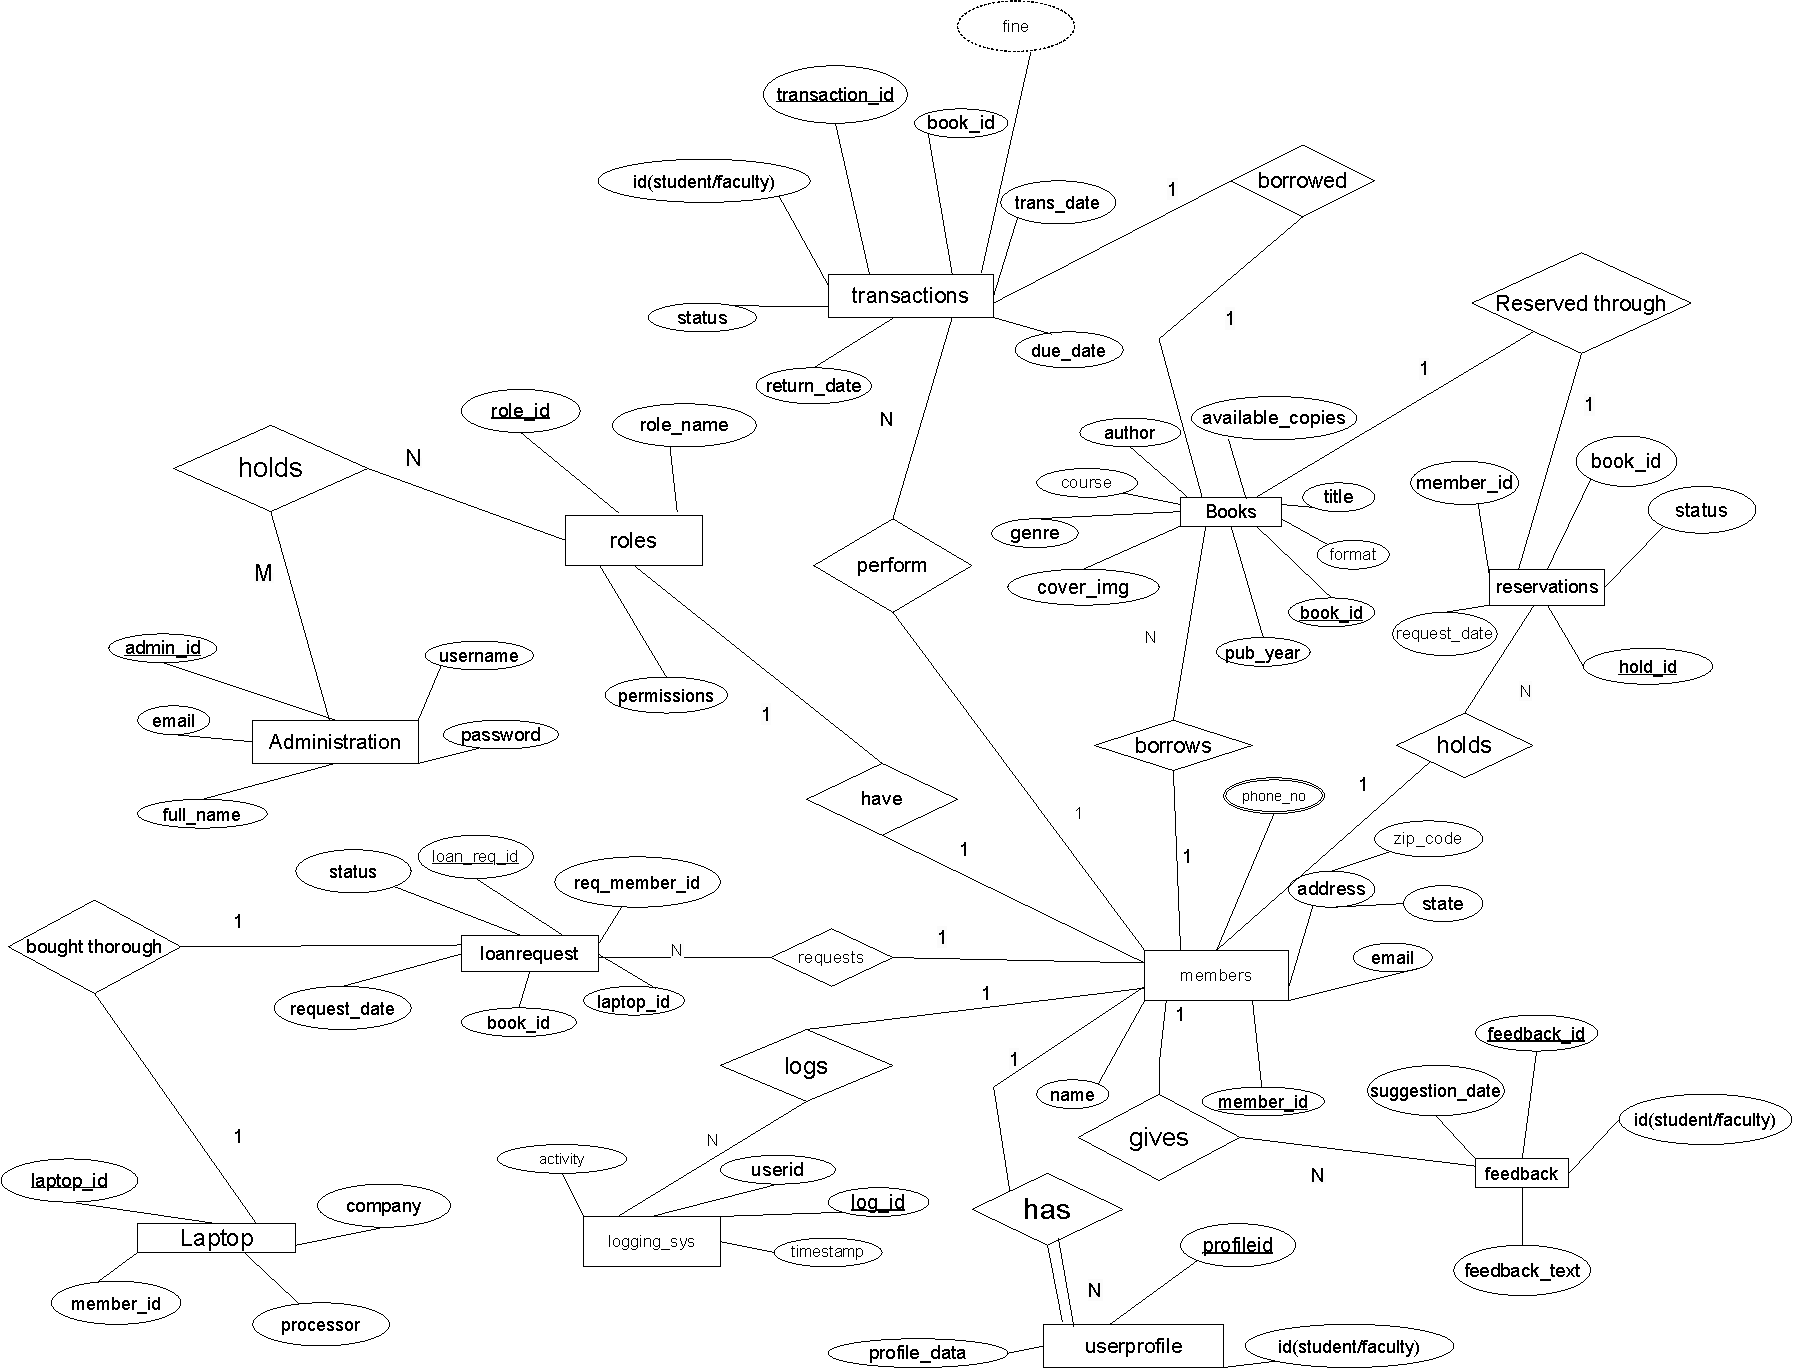 fine
transaction_id
book_id
id(student/faculty)
trans_date
borrowed
1
transactions
status
due_date
return_date
1
Reserved through
1
1
N
role_id
role_name
holds
N
roles
M
permissions
perform
author
available_copies
course
title
Books
genre
format
cover_img
book_id
pub_year
N
member_id
book_id
status
reservations
request_date
hold_id
N
admin_id
username
email
Administration
password
full_name
1
have
1
borrows
holds
1
1
phone_no
1
zip_code
address
state
email
members
status
loan_req_id
req_member_id
bought thorough
1
loanrequest
N
requests
1
request_date
book_id
laptop_id
1
logs
1
1
name
member_id
gives
N
feedback_id
suggestion_date
id(student/faculty)
feedback
feedback_text
1
laptop_id
company
Laptop
member_id
processor
N
activity
userid
log_id
logging_sys
timestamp
has
N
profileid
profile_data
userprofile
id(student/faculty)